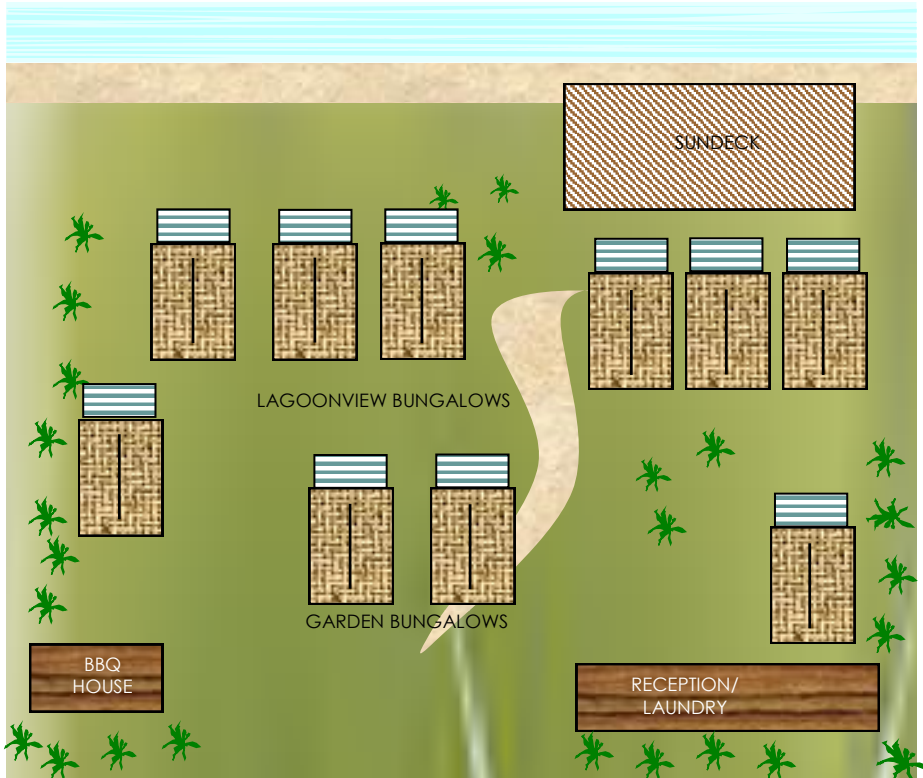 SUNDECK
LAGOONVIEW BUNGALOWS
GARDEN BUNGALOWS
BBQ
HOUSE
RECEPTION/
LAUNDRY